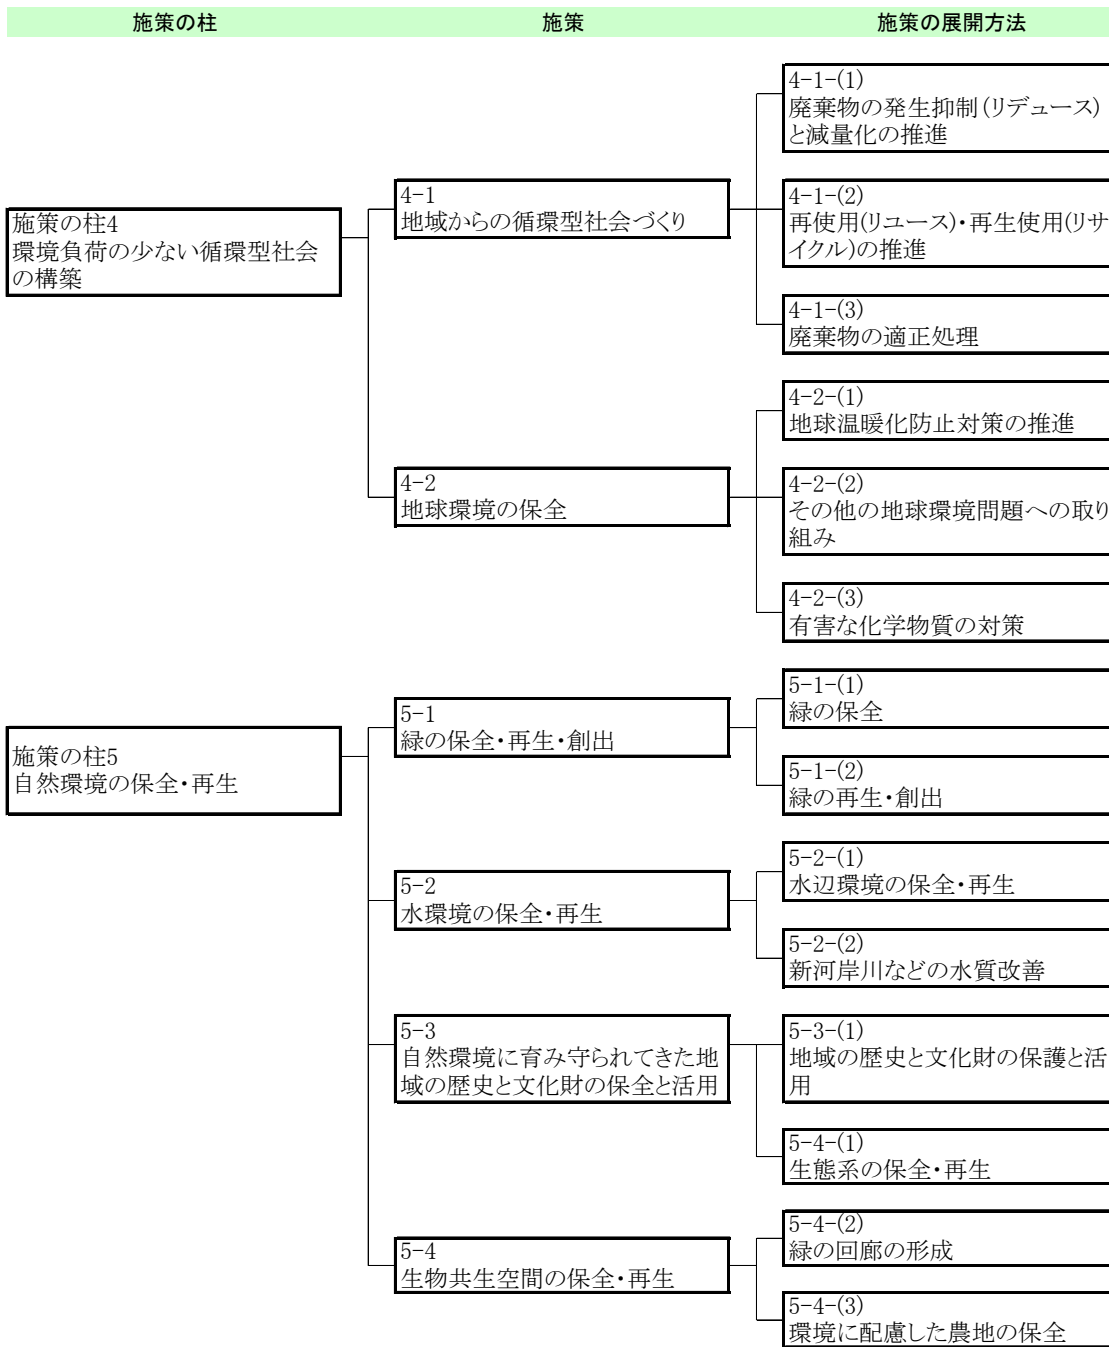 施策の柱
施策
施策の展開方法
施策の柱4
環境負荷の少ない循環型社会
の構築
4-1
地域からの循環型社会づくり
4-1-(1)
廃棄物の発生抑制(リデュース)
と減量化の推進
4-1-(2)
再使用(リユース)・再生使用(リサ
イクル)の推進
4-1-(3)
廃棄物の適正処理
4-2
地球環境の保全
4-2-(1)
地球温暖化防止対策の推進
4-2-(2)
その他の地球環境問題への取り
組み
4-2-(3)
有害な化学物質の対策
施策の柱5
自然環境の保全・再生
5-1
緑の保全・再生・創出
5-1-(1)
緑の保全
5-1-(2)
緑の再生・創出
5-2
水環境の保全・再生
5-2-(1)
水辺環境の保全・再生
5-2-(2)
新河岸川などの水質改善
5-3
自然環境に育み守られてきた地
域の歴史と文化財の保全と活用
5-3-(1)
地域の歴史と文化財の保護と活
用
5-4-(1)
生態系の保全・再生
5-4
生物共生空間の保全・再生
5-4-(2)
緑の回廊の形成
5-4-(3)
環境に配慮した農地の保全